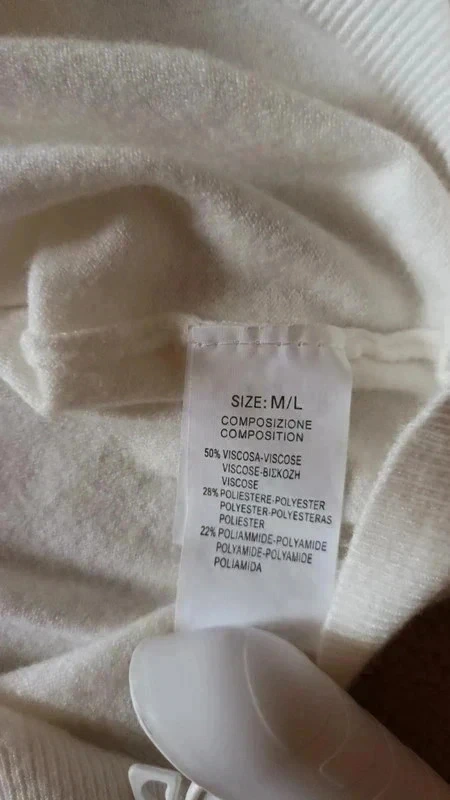 SIZE: M/L
COMPOSIZIONE
COMPOSITION
50% VISCOSA-VISCOSE
VISCOSE-ΒΙΣΚΟΖΗ
VISCOSE
28% POLIESTERE-POLYESTER
POLYESTER-POLYESTERAS
POLIESTER
22% POLIAMMIDE-POLYAMIDE
POLYAMIDE-POLYAMIDE
POLIAMIDA